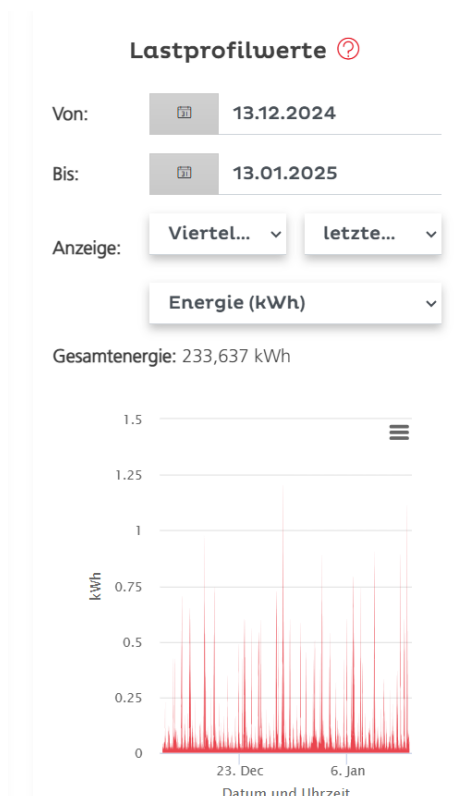 Lastprofilwerte ?
Von: 13.12.2024
Bis: 13.01.2025
Anzeige: Viertel... letzte...
Energie (kWh)
Gesamtenergie: 233,637 kWh
1.5
1.25
1
kWh
0.75
0.5
0.25
0
23. Dec 6. Jan
Datum und Uhrzeit